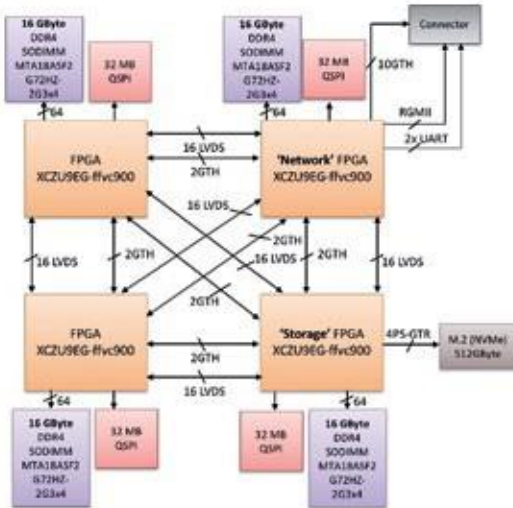 16 GByte
DDR4
SODIMM
MTA18ASF2
G72HZ-
2G3x4
32 MB
QSPI
16 GByte
DDR4
SODIMM
MTA18ASF2
G72HZ-
2G3x4
32 MB
QSPI
Connector
10GTH
64
64
RGMII
2x UART
FPGA
XCZU9EG-ffvc900
16 LVDS
2GTH
'Network' FPGA
XCZU9EG-ffvc900
16 LVDS
2GTH
16 LVDS
2GTH
16 LVDS
2GTH
2GTH
16 LVDS
FPGA
XCZU9EG-ffvc900
2GTH
16 LVDS
'Storage' FPGA
XCZU9EG-ffvc900
4PS-GTR
M.2 (NVMe)
512GByte
64
64
16 GByte
DDR4
SODIMM
MTA18ASF2
G72HZ-
2G3x4
32 MB
QSPI
32 MB
QSPI
16 GByte
DDR4
SODIMM
MTA18ASF2
G72HZ-
2G3x4